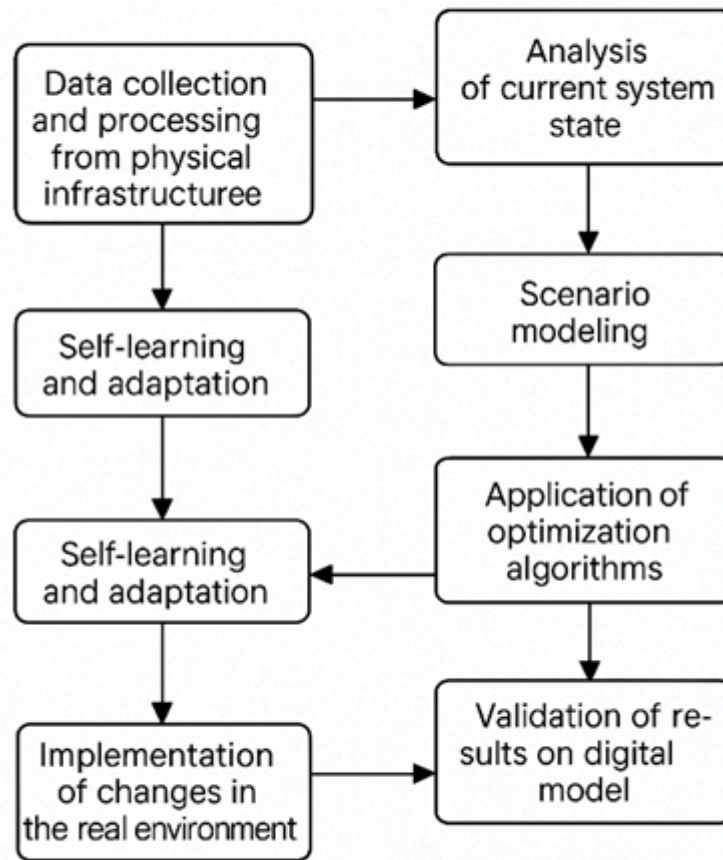 Data collection
and processing
from physical
infrastructuree
Analysis
of current system
state
Self-learning
and adaptation
Scenario
modeling
Self-learning
and adaptation
Application of
optimization
algorithms
Implementation
of changes in
the real environment
Validation of re-
sults on digital
model